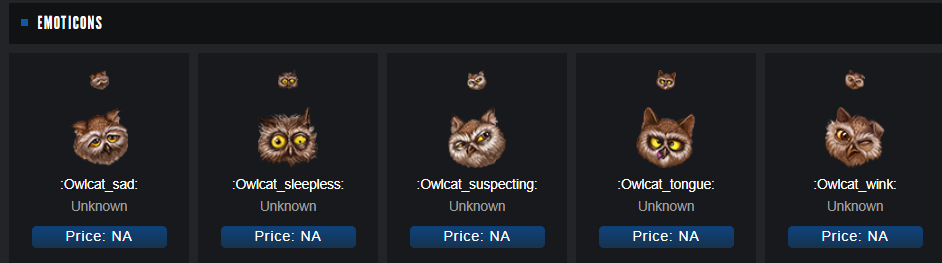 EMOTICONS
:Owlcat_sad: :Owlcat_sleepless: :Owlcat_suspecting: :Owlcat_tongue: :Owlcat_wink:
Unknown Unknown Unknown Unknown Unknown
Price: NA Price: NA Price: NA Price: NA Price: NA